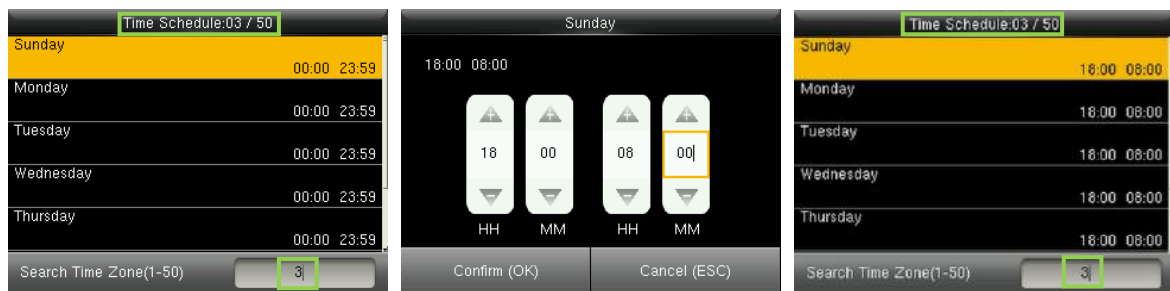 Time Schedule:03 / 50
Sunday
00:00 23:59
Monday
00:00 23:59
Tuesday
00:00 23:59
Wednesday
00:00 23:59
Thursday
00:00 23:59
Search Time Zone(1-50) 3
Sunday
18:00 08:00
18 00 08 00
HH MM HH MM
Confirm (OK) Cancel (ESC)
Time Schedule:03 / 50
Sunday
18:00 08:00
Monday
18:00 08:00
Tuesday
18:00 08:00
Wednesday
18:00 08:00
Thursday
18:00 08:00
Search Time Zone(1-50) 3